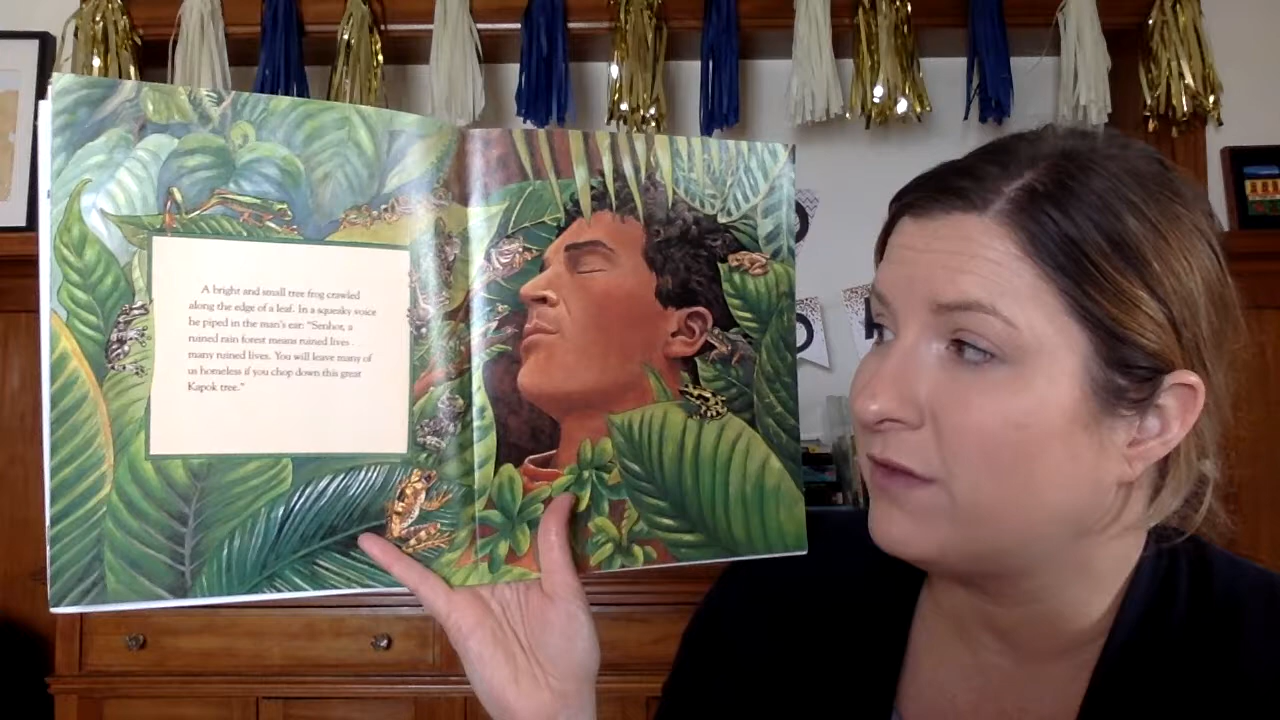 A bright and small tree frog crawled
along the edge of a leaf. In a squeaky voice
he piped in the man's ear: "Senhor, a
ruined rain forest means ruined lives . 
many ruined lives. You will leave many of
us homeless if you chop down this great
Kapok tree."